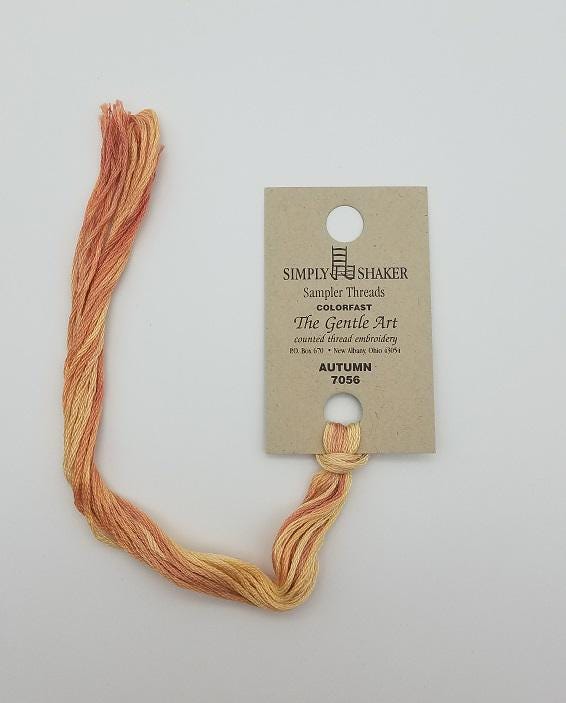 SIMPLY SHAKER
Sampler Threads
COLORFAST
The Gentle Art
counted thread embroidery
P.O. Box 670 • New Albany, Ohio 43054
AUTUMN
7056